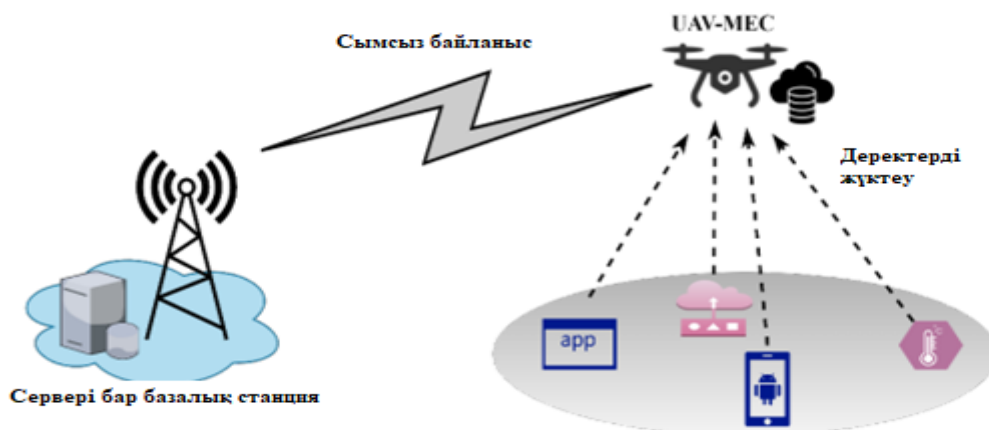 UAV-MEC
Сымсыз байланыс
Деректерді
жүктеу
app
°C
Сервері бар базалық станция